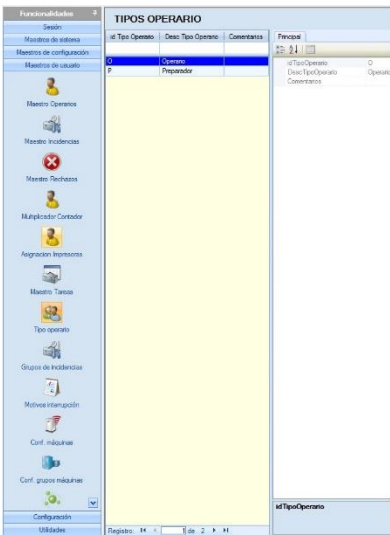 Funcionalidades
Sesión
Maestros de sistema
Maestros de configuración
Maestros de usuario
Maestro Operarios
Maestro Incidencias
Maestro Rechazos
Multiplicador Contador
Asignacion Impresoras
Maestro Tareas
Tipo operario
Grupos de Incidencias
Motivos interrupción
Conf. máquinas
Conf. grupos máquinas
Configuración
Utilidades
TIPOS OPERARIO
id Tipo Operario Desc Tipo Operario Comentarios
O Operario
P Preparador
Registro: 1 de 2
Principal
idTipoOperario O
DescTipoOperario Operario
Comentarios
idTipoOperario